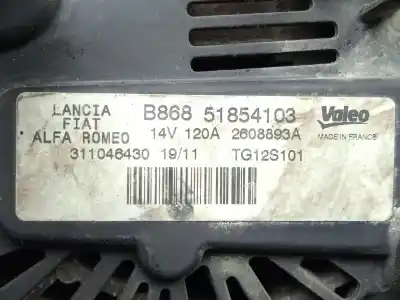 LANCIA
FIAT
ALFA ROMEO
B868 51854103
14V 120A 2608893A
Valeo
MADE IN FRANCE
311046430 19/11 TG12S101